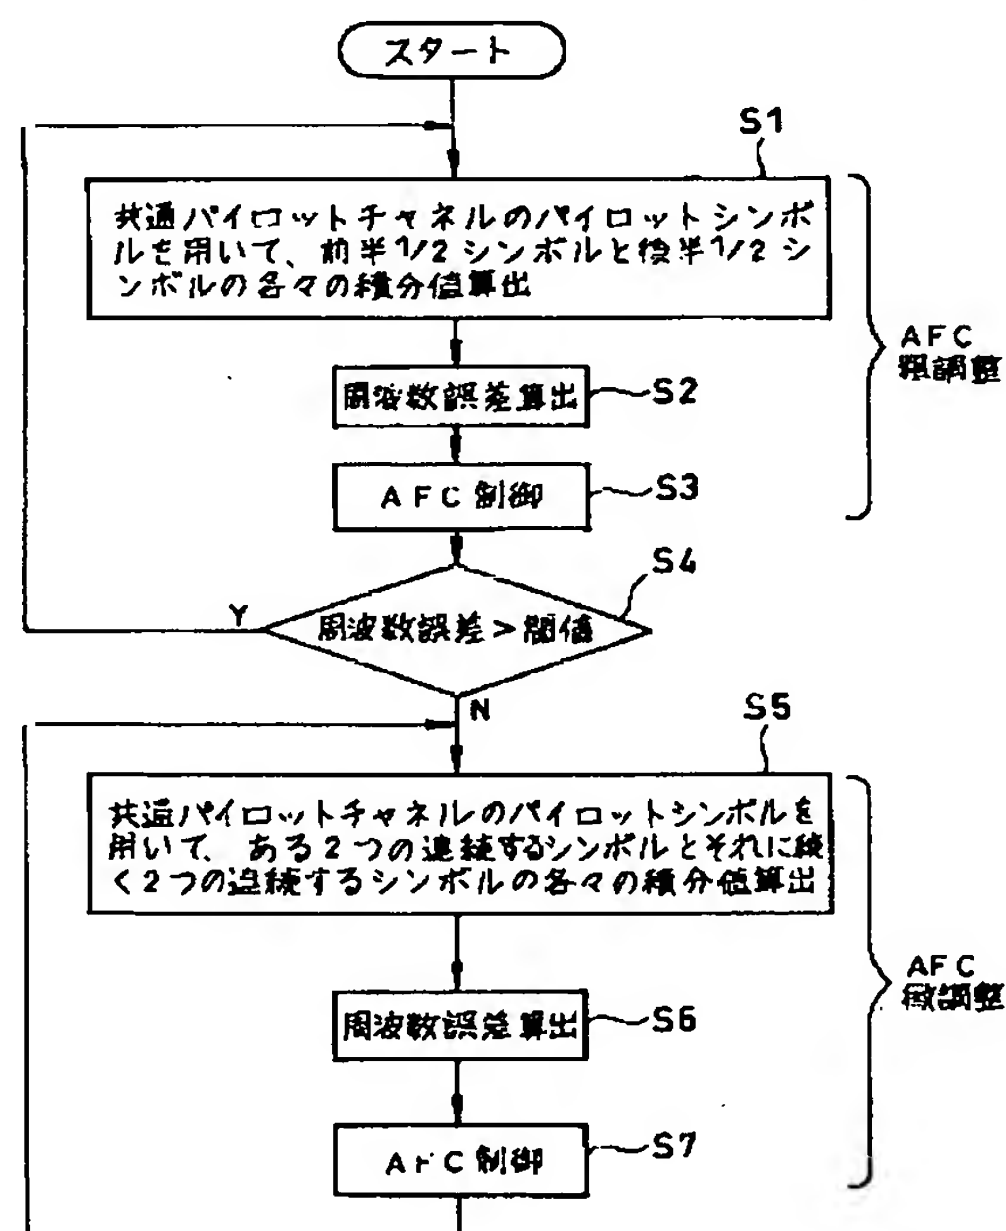 スタート
S1
共通パイロットチャネルのパイロットシンボ
ルを用いて、前半1/2シンボルと後半1/2シ
ンボルの各々の積分値算出
AFC
粗調整
周波数誤差算出
S2
AFC制御
S3
S4
Y
周波数誤差>閾値
N
S5
共通パイロットチャネルのパイロットシンボルを
用いて、ある2つの連続するシンボルとそれに続
く2つの連続するシンボルの各々の積分値算出
AFC
微調整
周波数誤差算出
S6
AFC制御
S7